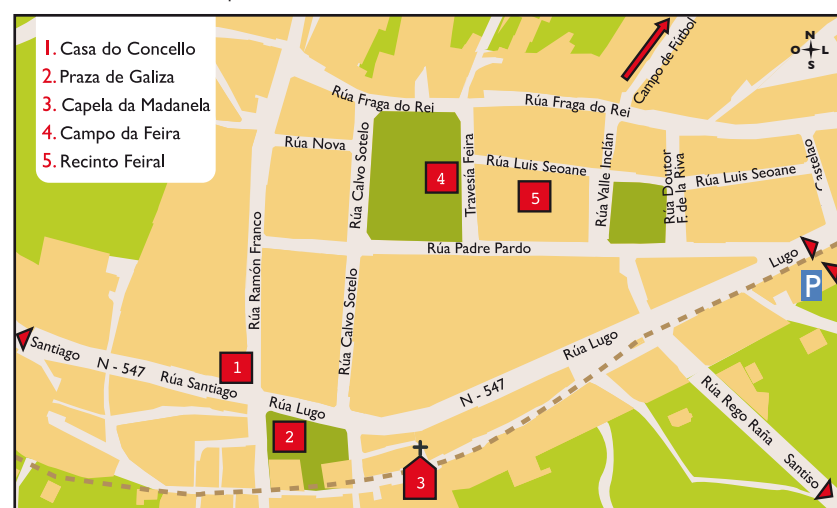 1. Casa do Concello
2. Praza de Galiza
3. Capela da Madanela
4. Campo da Feira
5. Recinto Feiral
N
O L
S
Campo de Fútbol
Rúa Fraga do Rei
Rúa Fraga do Rei
Rúa Nova
Rúa Calvo Sotelo
Travesía Feira
Rúa Luis Seoane
Rúa Valle Inclán
Rúa Doutor
F. de la Riva
Rúa Luis Seoane
Castelao
4
5
Rúa Ramón Franco
Rúa Padre Pardo
Lugo
P
Rúa Calvo Sotelo
Santiago
N - 547
Rúa Santiago
1
Rúa Lugo
N - 547
Rúa Lugo
Rúa Rego Raña
Santiso
2
3